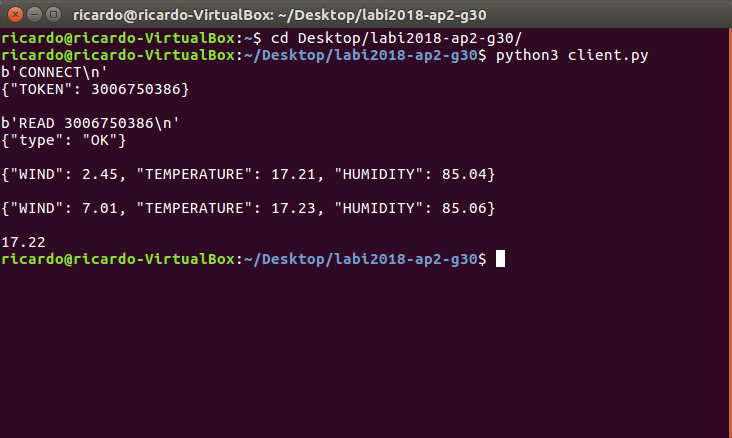 ricardo@ricardo-VirtualBox: ~/Desktop/labi2018-ap2-g30
ricardo@ricardo-VirtualBox:~$ cd Desktop/labi2018-ap2-g30/
ricardo@ricardo-VirtualBox:~/Desktop/labi2018-ap2-g30$ python3 client.py
b'CONNECT\n'
{"TOKEN": 3006750386}
b'READ 3006750386\n'
{"type": "OK"}
{"WIND": 2.45, "TEMPERATURE": 17.21, "HUMIDITY": 85.04}
{"WIND": 7.01, "TEMPERATURE": 17.23, "HUMIDITY": 85.06}
17.22
ricardo@ricardo-VirtualBox:~/Desktop/labi2018-ap2-g30$